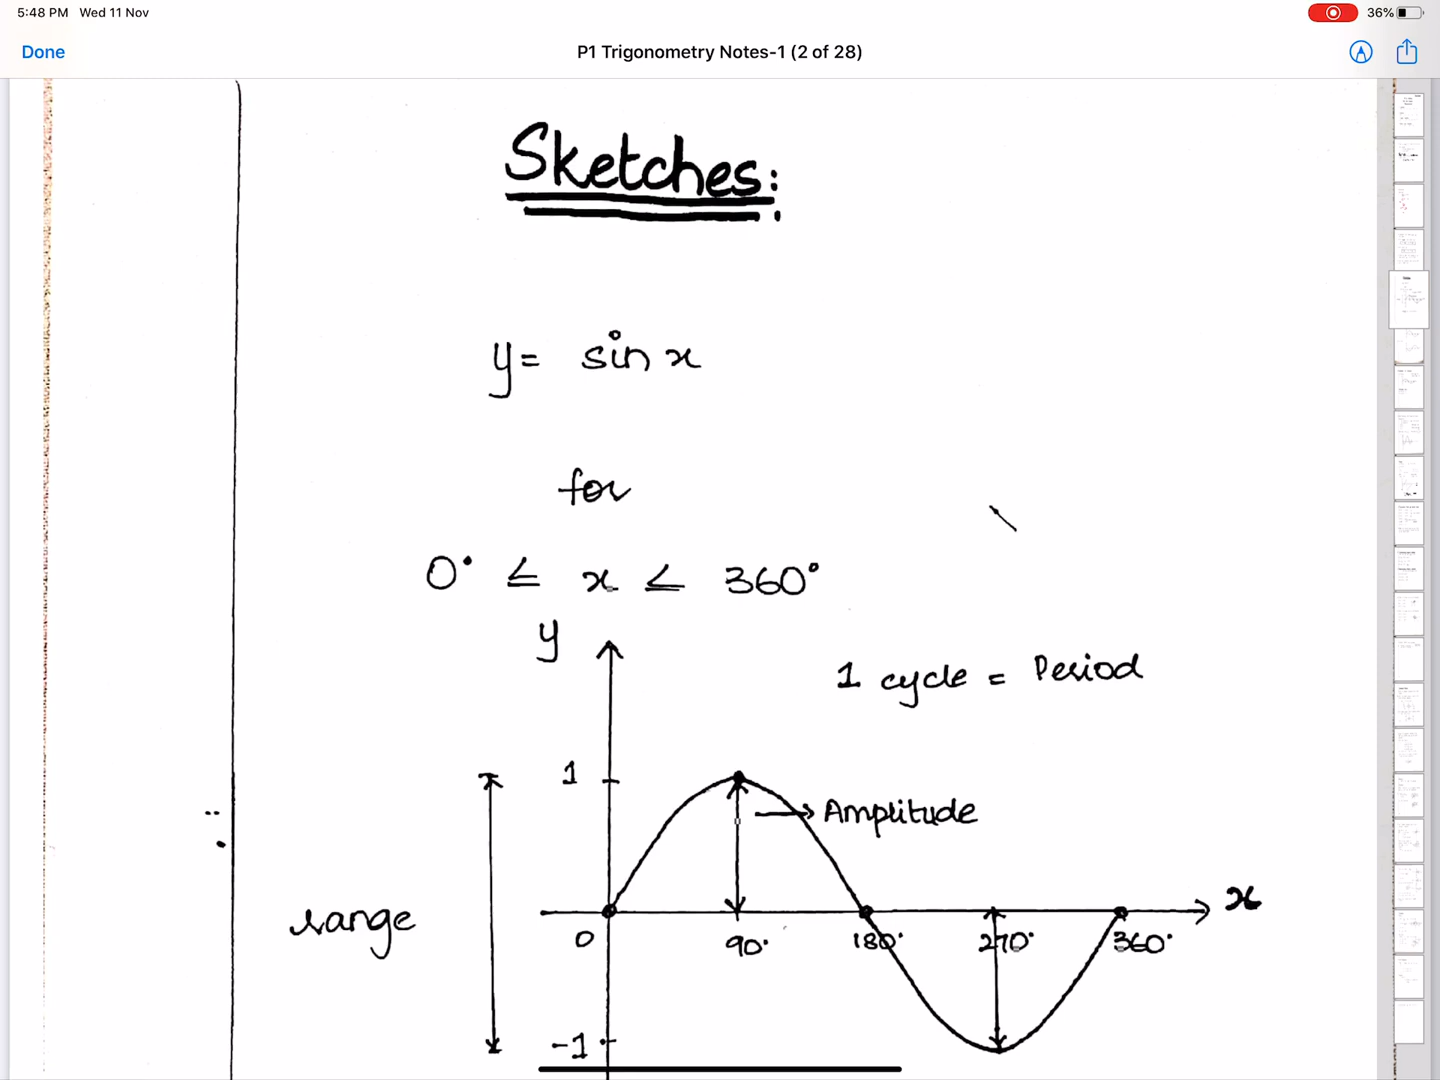 5:48 PM Wed 11 Nov
36%
Done
P1 Trigonometry Notes-1 (2 of 28)
Sketches:
y= sin x
for
0° ≤ x ≤ 360°
y
1 cycle = Period
1
Amplitude
range
x
0 90° 180° 270° 360°
-1